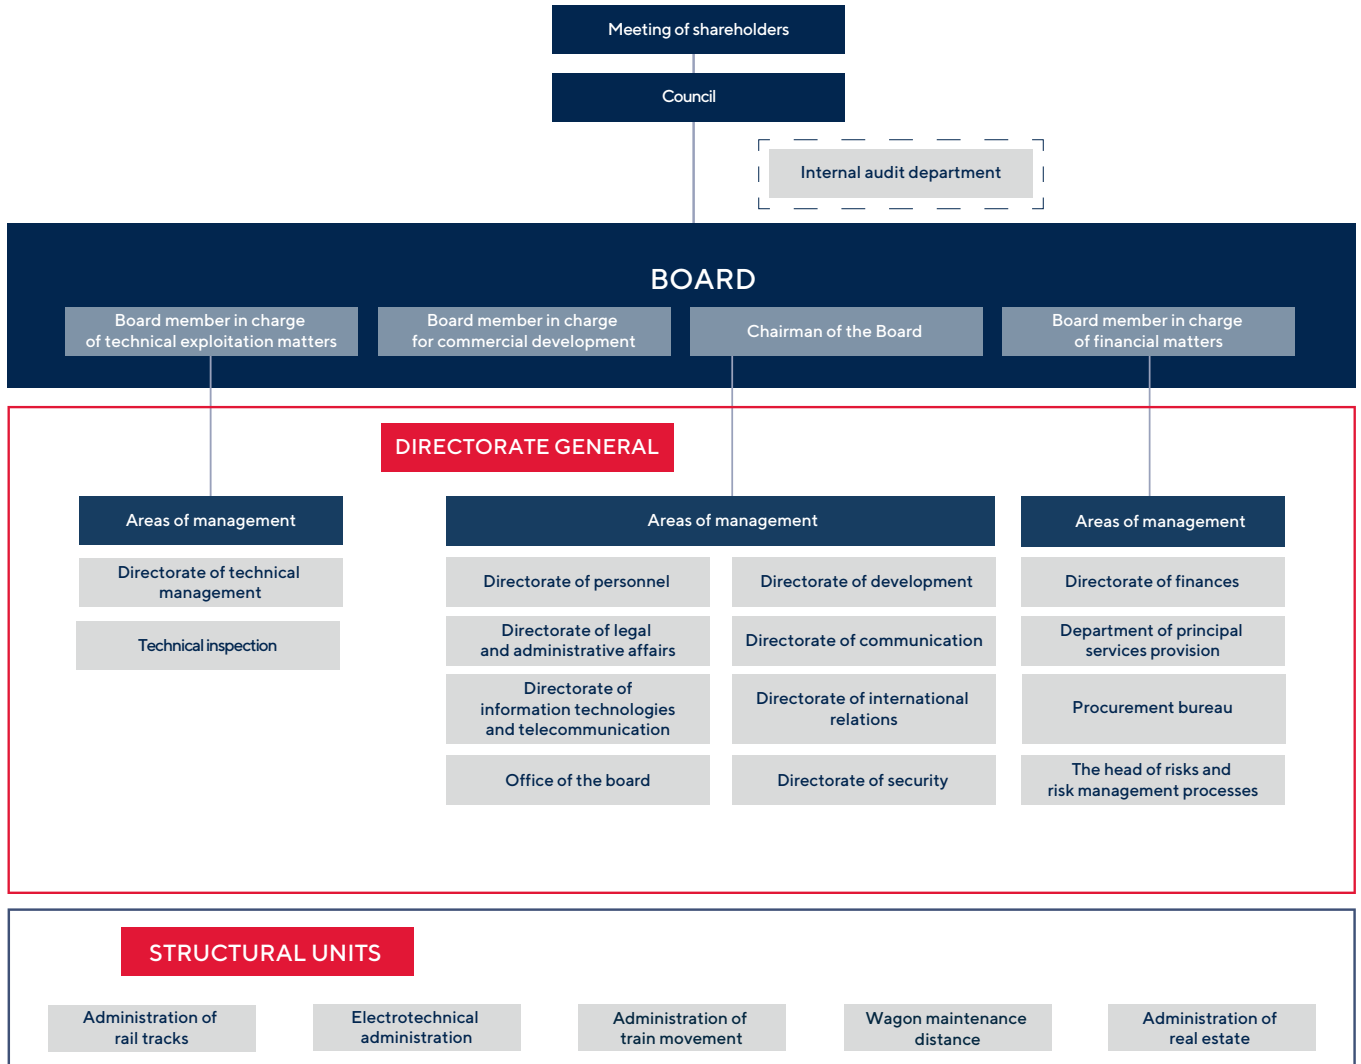 Meeting of shareholders
Council
Internal audit department
BOARD
Board member in charge
of technical exploitation matters
Board member in charge
for commercial development
Chairman of the Board
Board member in charge
of financial matters
DIRECTORATE GENERAL
Areas of management
Directorate of technical
management
Technical inspection
Areas of management
Directorate of personnel
Directorate of development
Directorate of legal
and administrative affairs
Directorate of communication
Directorate of
information technologies
and telecommunication
Directorate of international
relations
Office of the board
Directorate of security
Areas of management
Directorate of finances
Department of principal
services provision
Procurement bureau
The head of risks and
risk management processes
STRUCTURAL UNITS
Administration of
rail tracks
Electrotechnical
administration
Administration of
train movement
Wagon maintenance
distance
Administration of
real estate